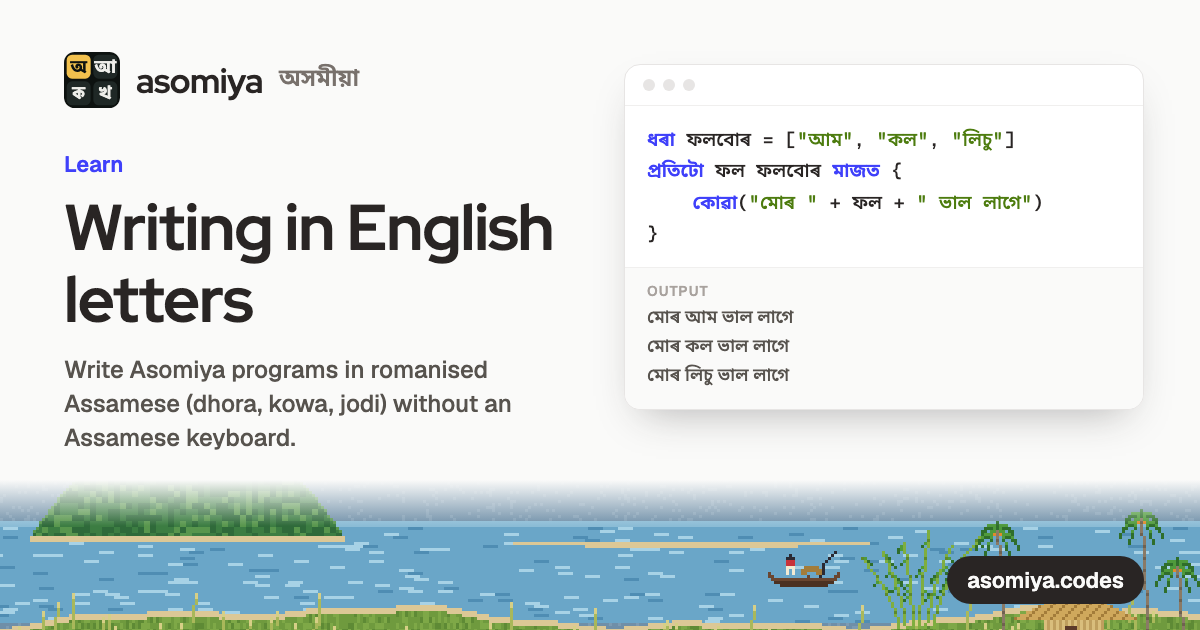 অ আ
ক খ
asomiya অসমীয়া
Learn
Writing in English
letters
Write Asomiya programs in romanised
Assamese (dhora, kowa, jodi) without an
Assamese keyboard.
ধৰা ফলবোৰ = ["আম", "কল", "লিচু"]
প্ৰতিটো ফল ফলবোৰ মাজত {
    কোৱা("মোৰ " + ফল + " ভাল লাগে")
}
OUTPUT
মোৰ আম ভাল লাগে
মোৰ কল ভাল লাগে
মোৰ লিচু ভাল লাগে
asomiya.codes